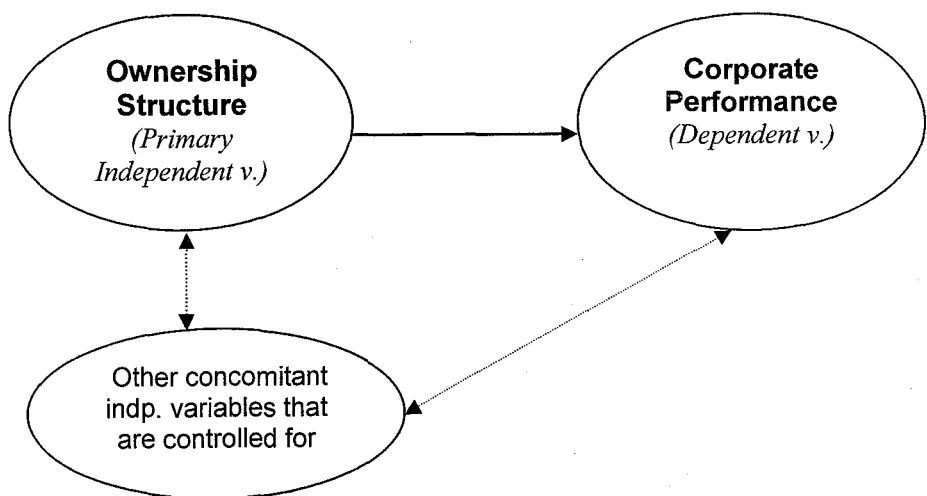 Ownership
Structure
(Primary
Independent v.)
Corporate
Performance
(Dependent v.)
Other concomitant
indp. variables that
are controlled for